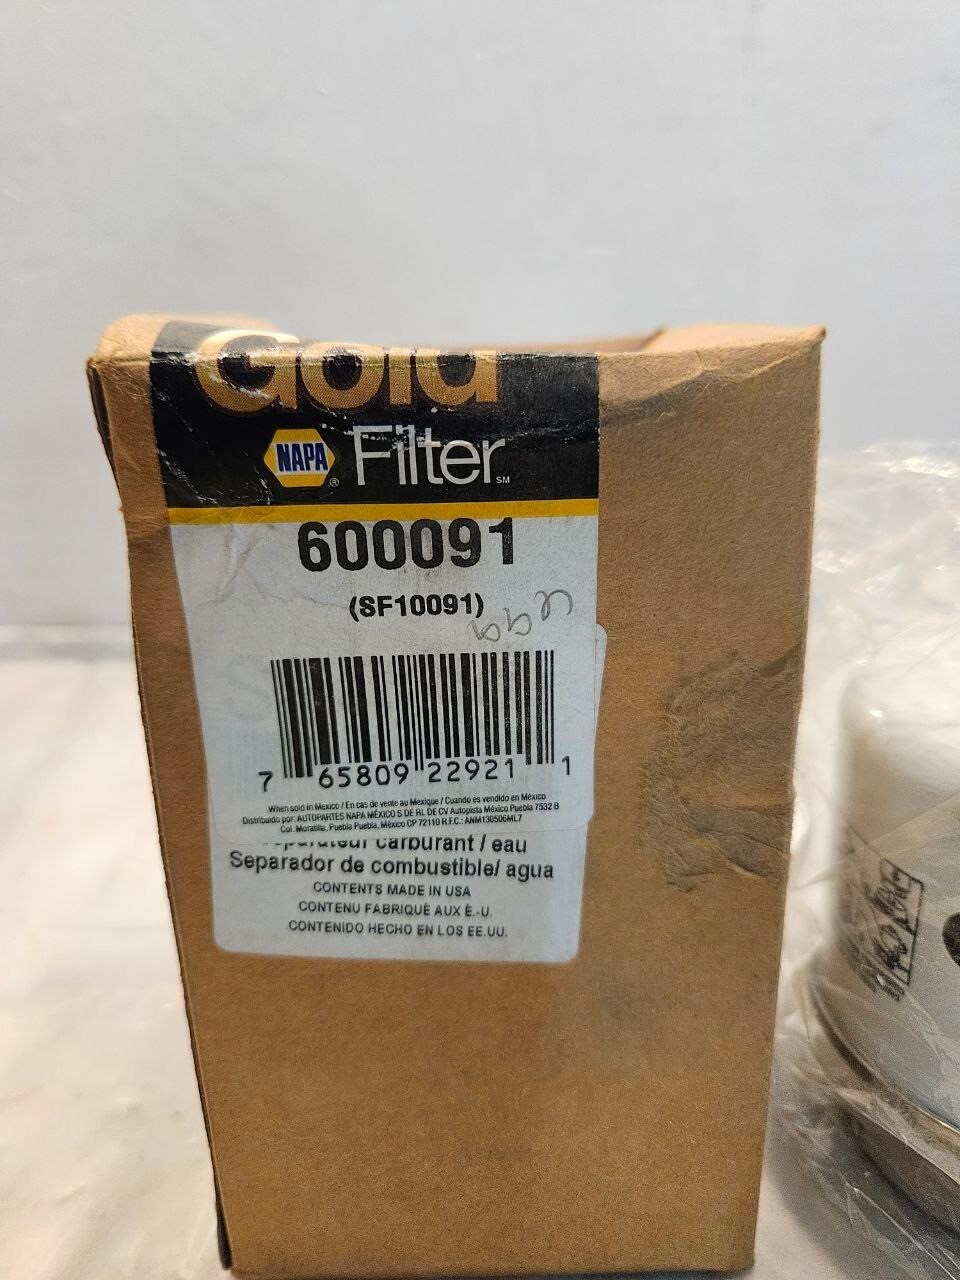 Gold
NAPA® Filter SM
600091
(SF10091)
7 65809 22921 1
When sold in Mexico / En cas de vente au Mexique / Cuando es vendido en México
Distribuido por: AUTOPARTES NAPA MÉXICO S DE RL DE CV Autopista México Puebla 7532 B
Col. Moratilla, Puebla Puebla, México CP 72110 R.F.C.: ANM130506ML7
carburant / eau
Separador de combustible/ agua
CONTENTS MADE IN USA
CONTENU FABRIQUÉ AUX É.-U.
CONTENIDO HECHO EN LOS EE.UU.